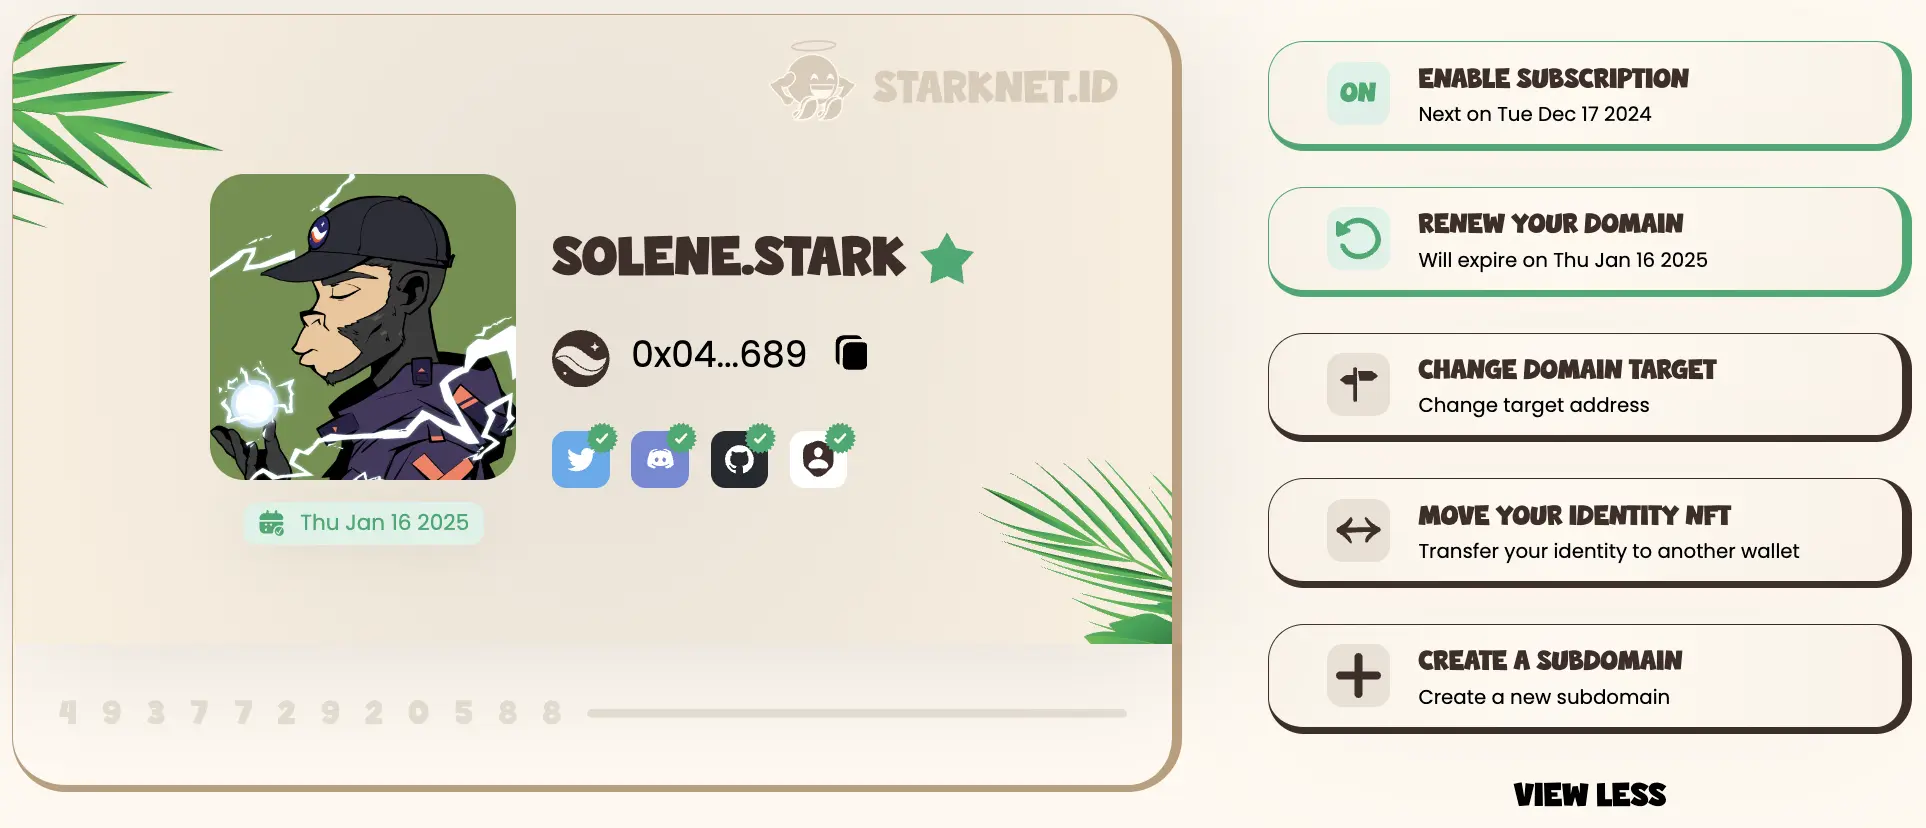 STARKNET.ID
SOLENE.STARK
0x04...689
Thu Jan 16 2025
4 9 3 7 7 2 9 2 0 5 8 8
ON
ENABLE SUBSCRIPTION
Next on Tue Dec 17 2024
RENEW YOUR DOMAIN
Will expire on Thu Jan 16 2025
CHANGE DOMAIN TARGET
Change target address
MOVE YOUR IDENTITY NFT
Transfer your identity to another wallet
CREATE A SUBDOMAIN
Create a new subdomain
VIEW LESS